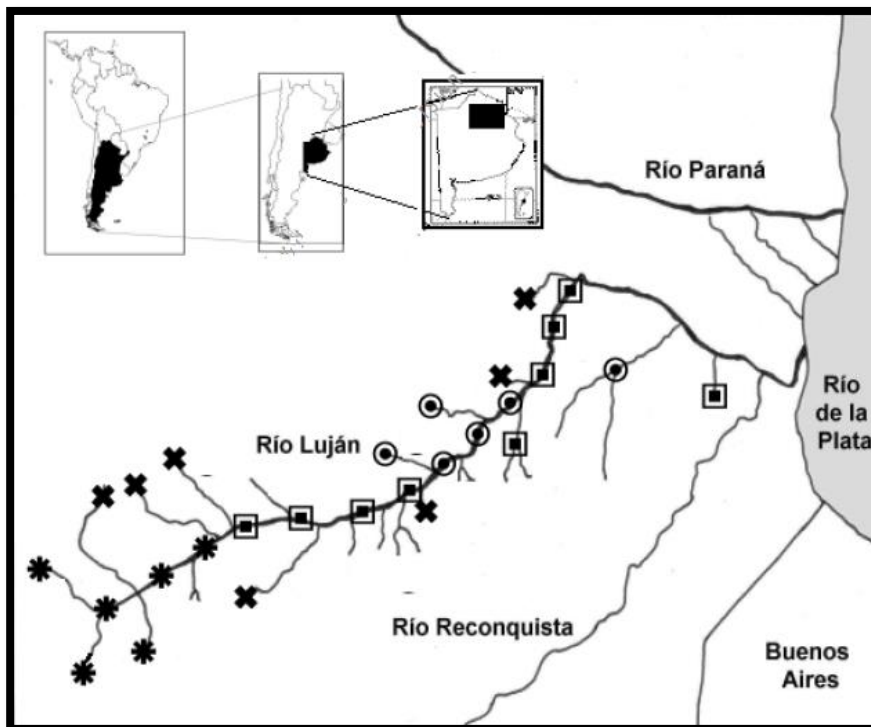 Río Paraná
Río Luján
Río
de la
Plata
Río Reconquista
Buenos
Aires